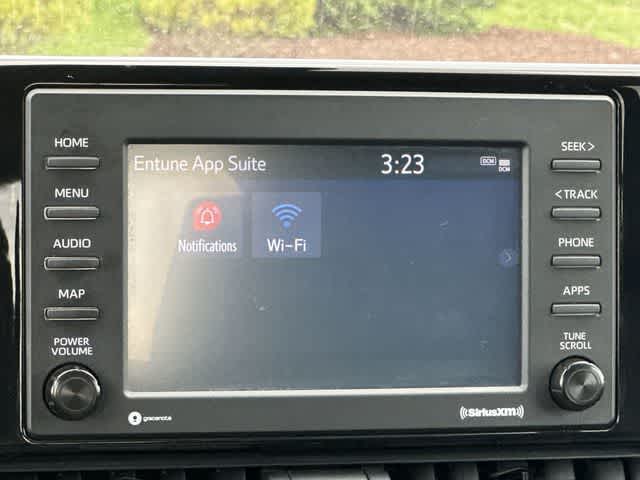 HOME
MENU
AUDIO
MAP
POWER
VOLUME
Entune App Suite 3:23 DCM
DCM
Notifications
Wi-Fi
SEEK>
<TRACK
PHONE
APPS
TUNE
SCROLL
gracenote
((SiriusXM))